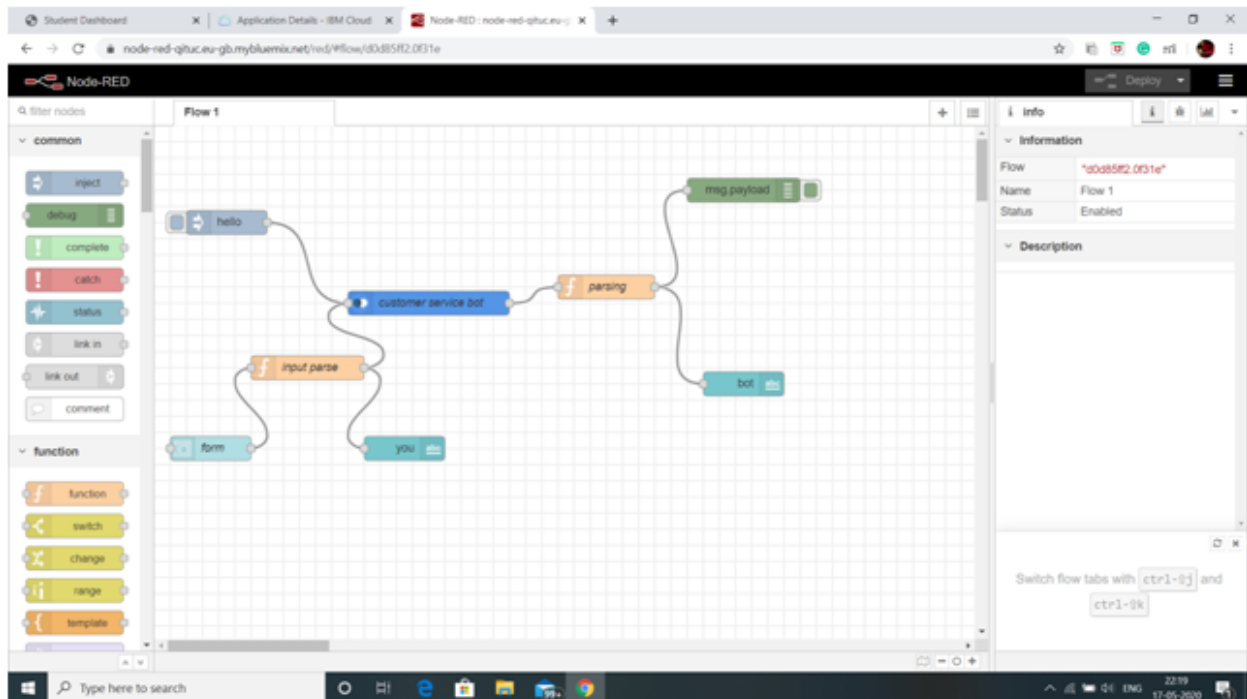 Student Dashboard
Application Details - IBM Cloud
Node-RED : node-red-qituc.eu-g
node-red-qituc.eu-gb.mybluemix.net/red/#flow/d0d85ff2.0f31e
Node-RED
Deploy
filter nodes
Flow 1
info
common
inject
debug
complete
catch
status
link in
link out
comment
function
function
switch
change
range
template
hello
customer service bot
input parse
form
you
parsing
msg.payload
bot
abc
abc
Information
Flow "d0d85ff2.0f31e"
Name Flow 1
Status Enabled
Description
Switch flow tabs with ctrl-⇧j and
ctrl-⇧k
Type here to search
99+
ENG
22:19
17-05-2020